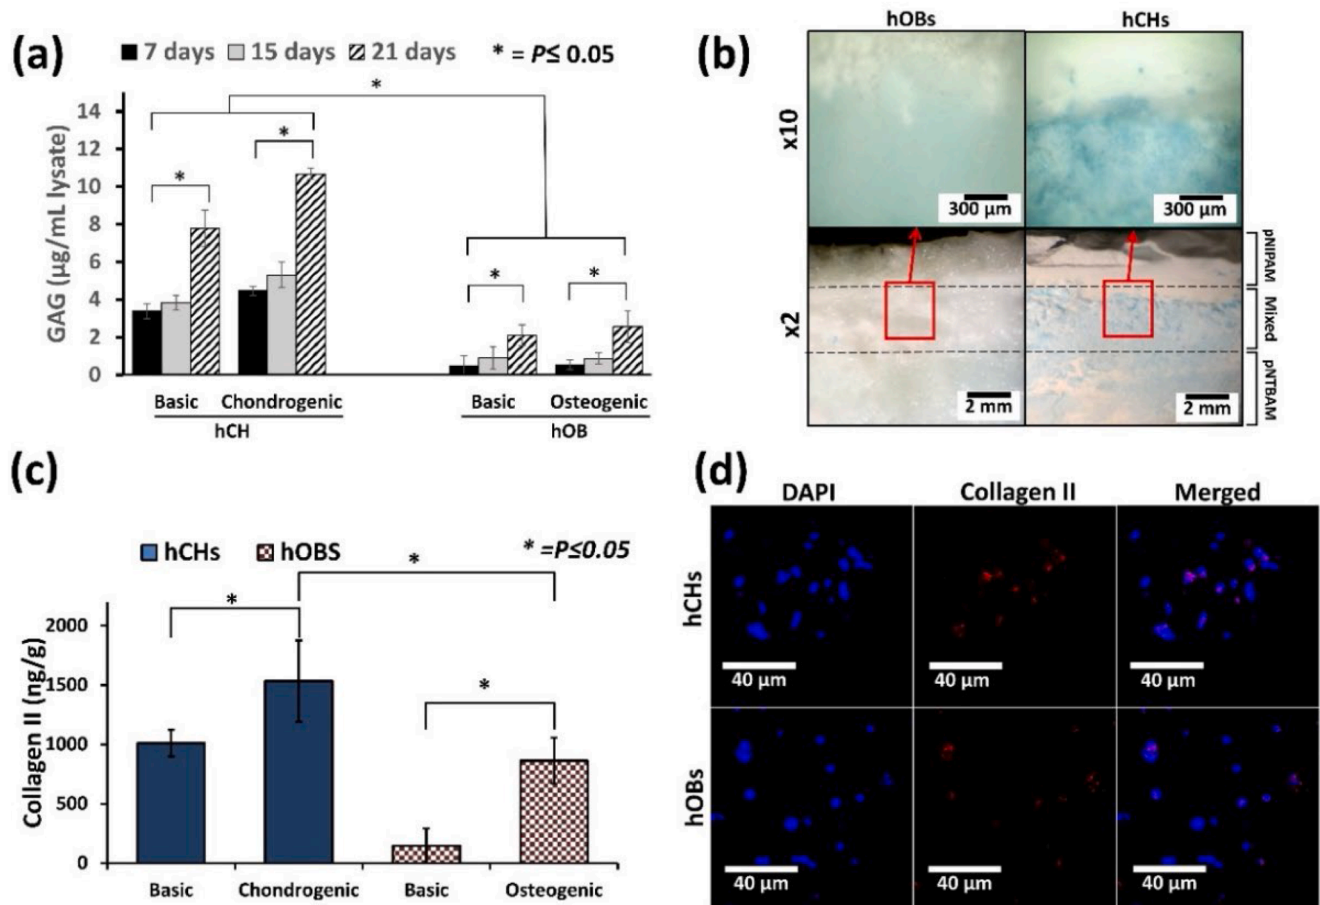 (a)
7 days 15 days 21 days * = P≤ 0.05
GAG (µg/mL lysate)
14
12
10
8
6
4
2
0
*
*
*
*
*
Basic Chondrogenic Basic Osteogenic
hCH hOB
(b)
hOBs hCHs
x10
300 µm 300 µm
x2
2 mm 2 mm
pNIPAM
Mixed
pNTBAM
(c)
hCHs hOBS * =P≤0.05
Collagen II (ng/g)
2000
1500
1000
500
0
*
*
*
Basic Chondrogenic Basic Osteogenic
(d)
DAPI Collagen II Merged
hCHs
40 µm 40 µm 40 µm
hOBs
40 µm 40 µm 40 µm